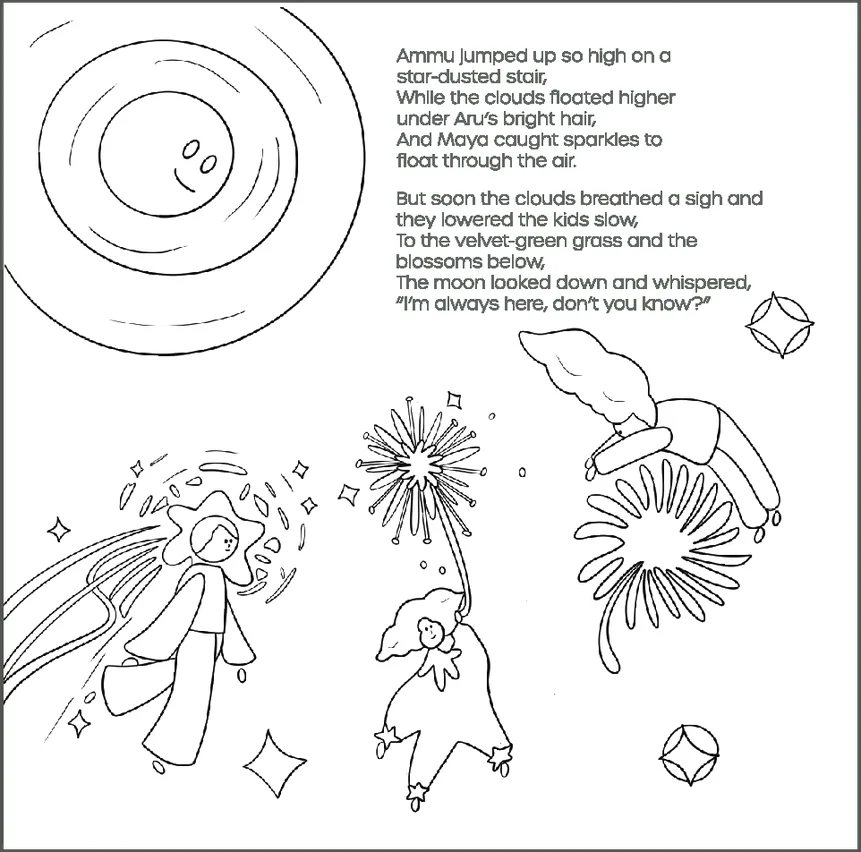 Ammu jumped up so high on a
star-dusted stair,
While the clouds floated higher
under Aru's bright hair,
And Maya caught sparkles to
float through the air.
But soon the clouds breathed a sigh and
they lowered the kids slow,
To the velvet-green grass and the
blossoms below,
The moon looked down and whispered,
"I'm always here, don't you know?"